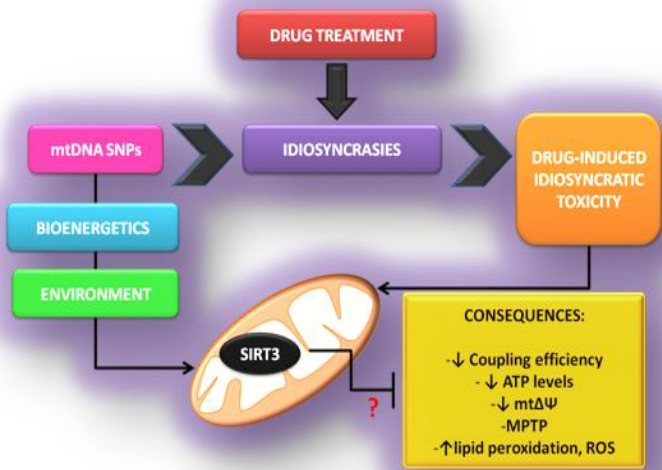 DRUG TREATMENT
mtDNA SNPs
IDIOSYNCRASIES
DRUG-INDUCED
IDIOSYNCRATIC
TOXICITY
BIOENERGETICS
ENVIRONMENT
SIRT3
?
CONSEQUENCES:
-↓ Coupling efficiency
-↓ ATP levels
-↓ mtΔΨ
-MPTP
-↑lipid peroxidation, ROS